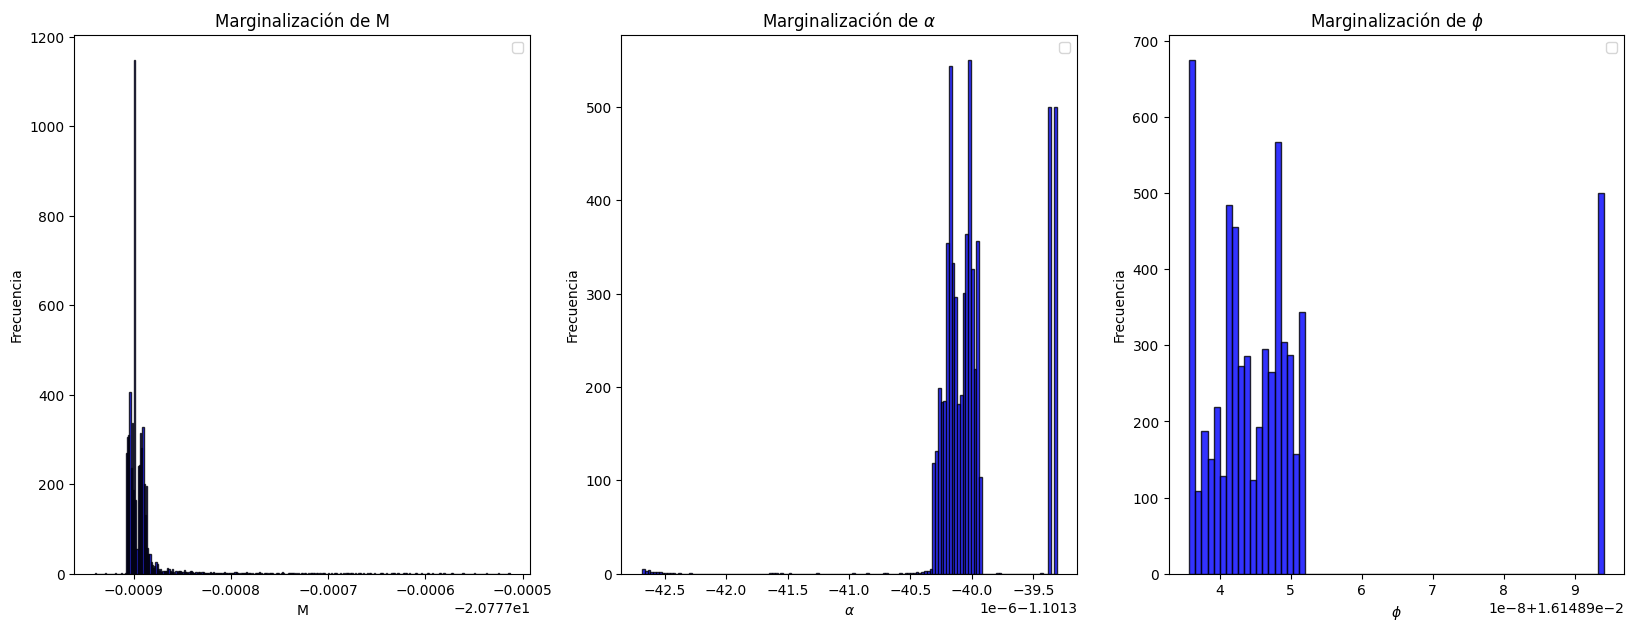 Marginalización de M
1200
1000
800
600
400
200
0
Frecuencia
−0.0009 −0.0008 −0.0007 −0.0006 −0.0005
M
−2.0777e1
Marginalización de α
500
400
300
200
100
0
Frecuencia
−42.5 −42.0 −41.5 −41.0 −40.5 −40.0 −39.5
α
1e−6−1.1013
Marginalización de ϕ
700
600
500
400
300
200
100
0
Frecuencia
4 5 6 7 8 9
ϕ
1e−8+1.61489e−2